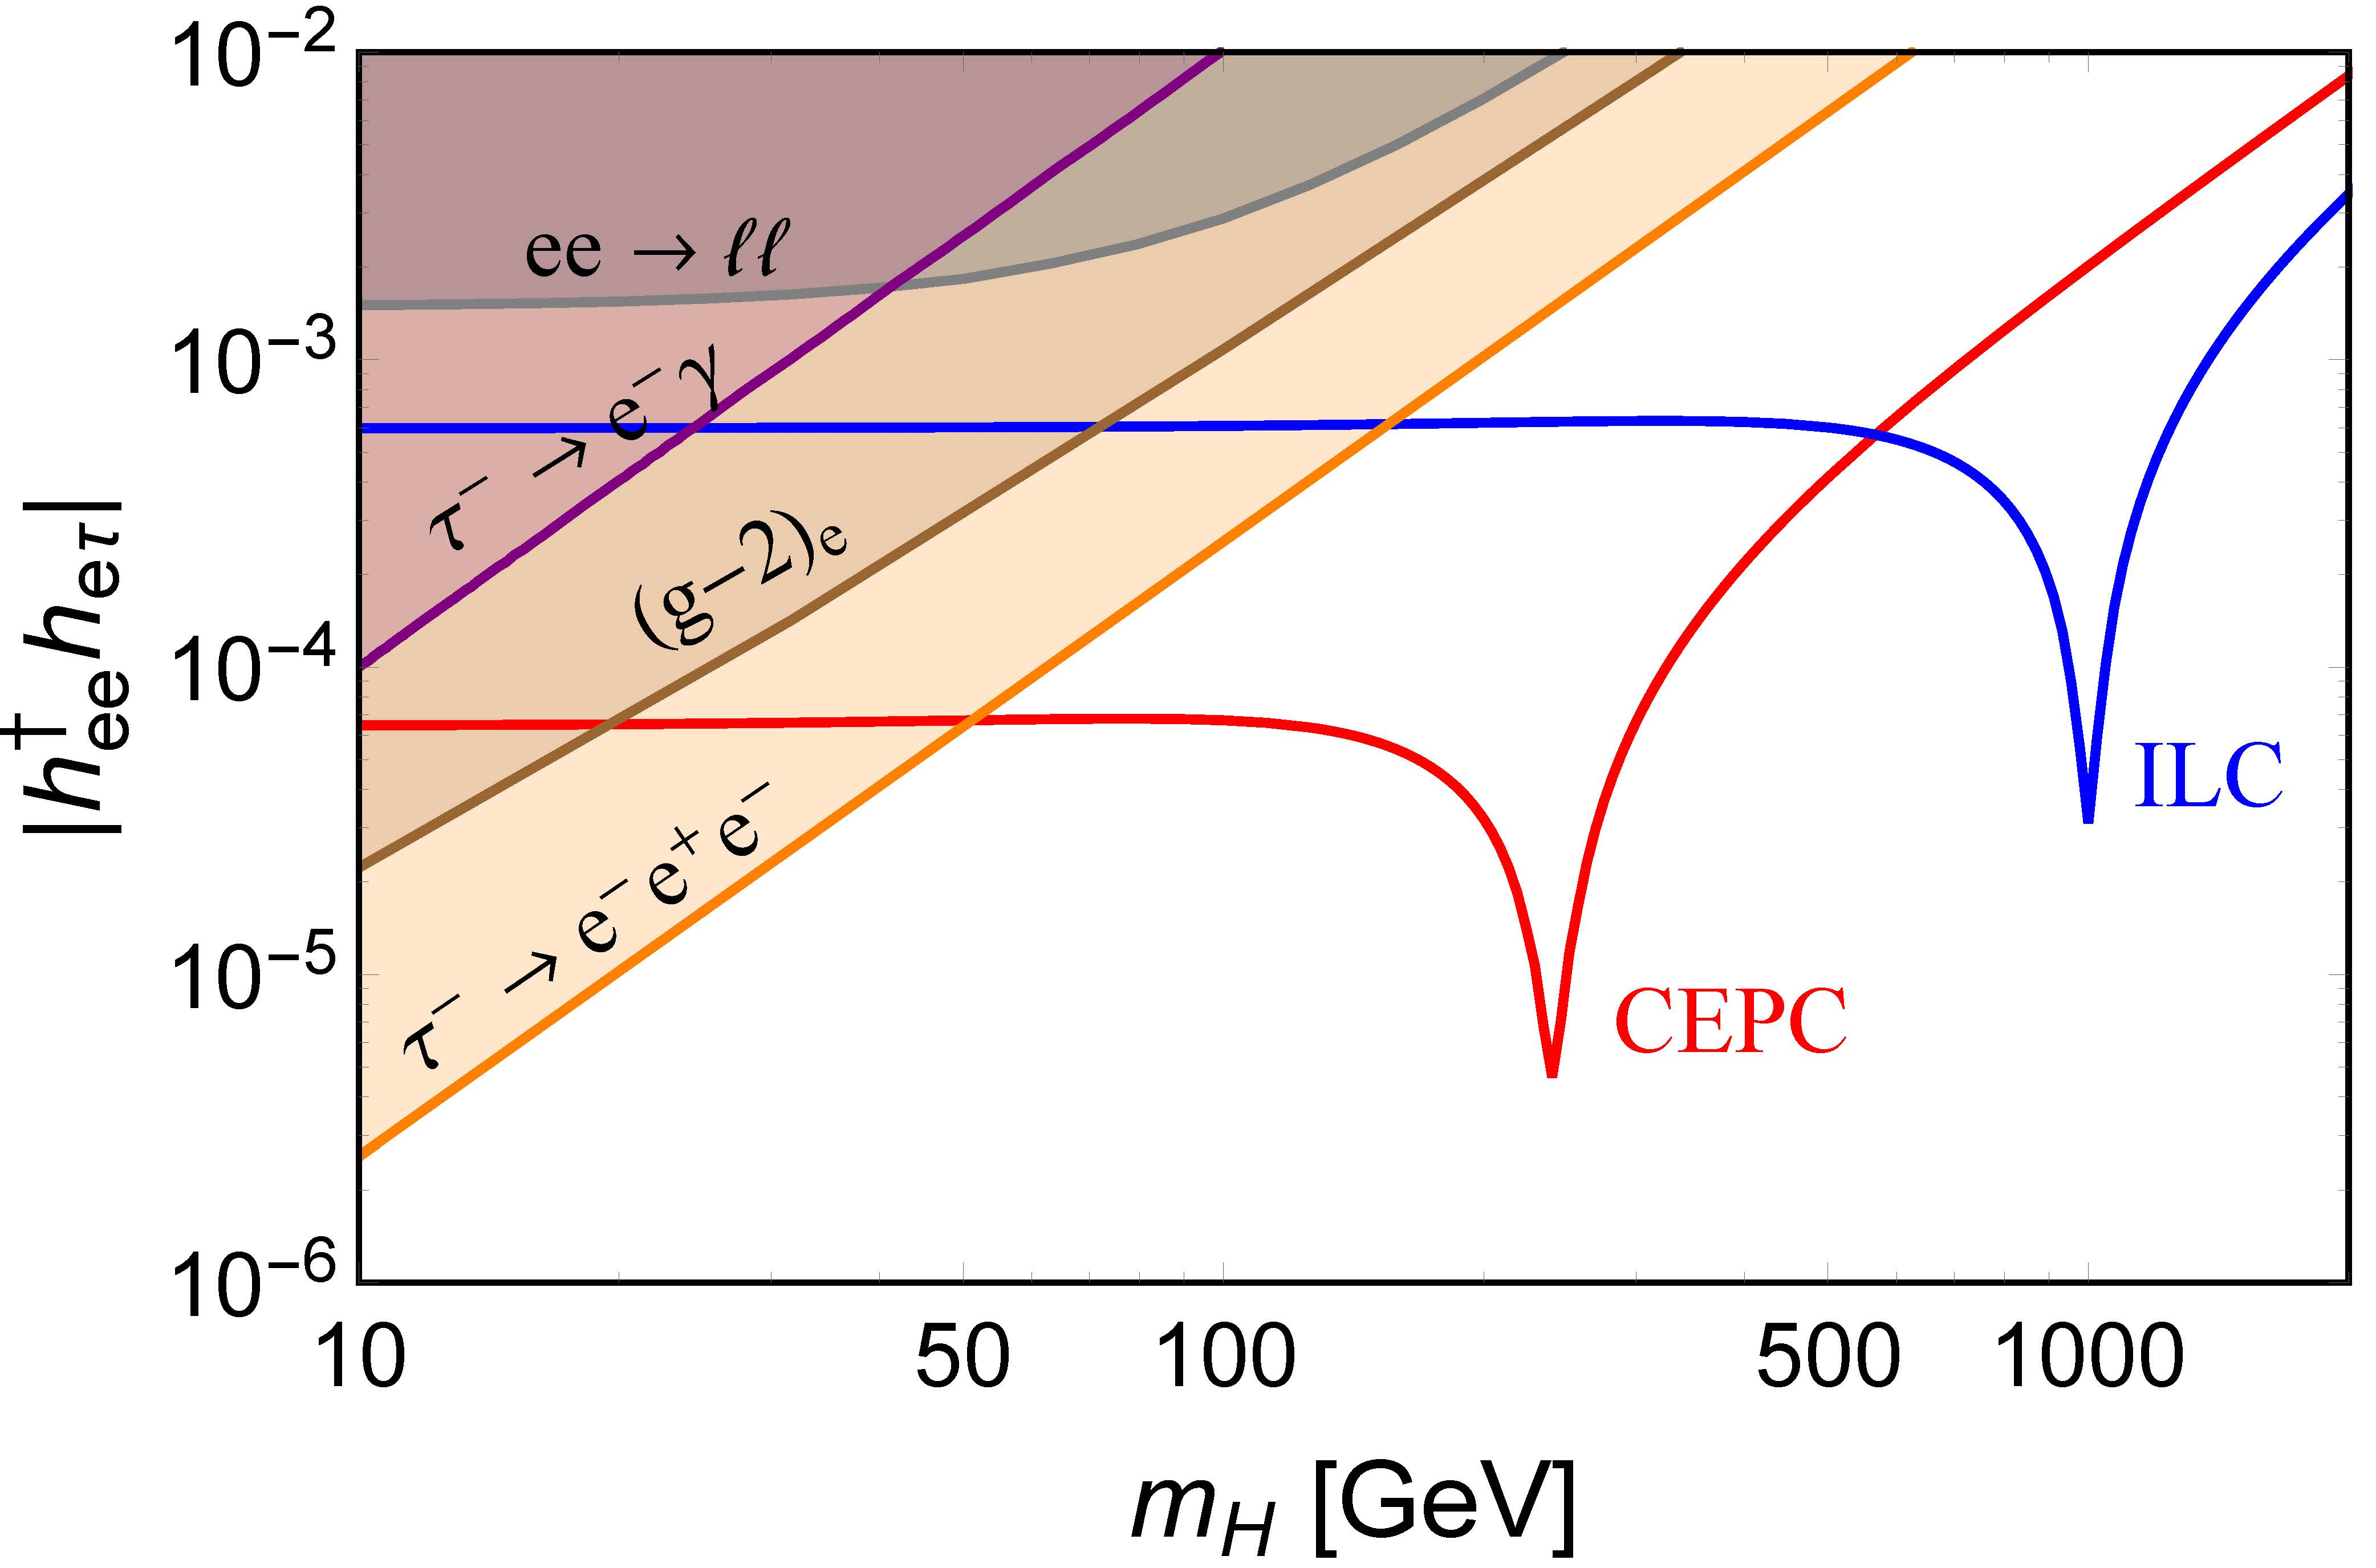 10⁻²
10⁻³
10⁻⁴
10⁻⁵
10⁻⁶
|h†ee heτ|
ee → ℓℓ
τ⁻ → e⁻ γ
(g−2)e
τ⁻ → e⁻ e⁺ e⁻
ILC
CEPC
10 50 100 500 1000
mH [GeV]